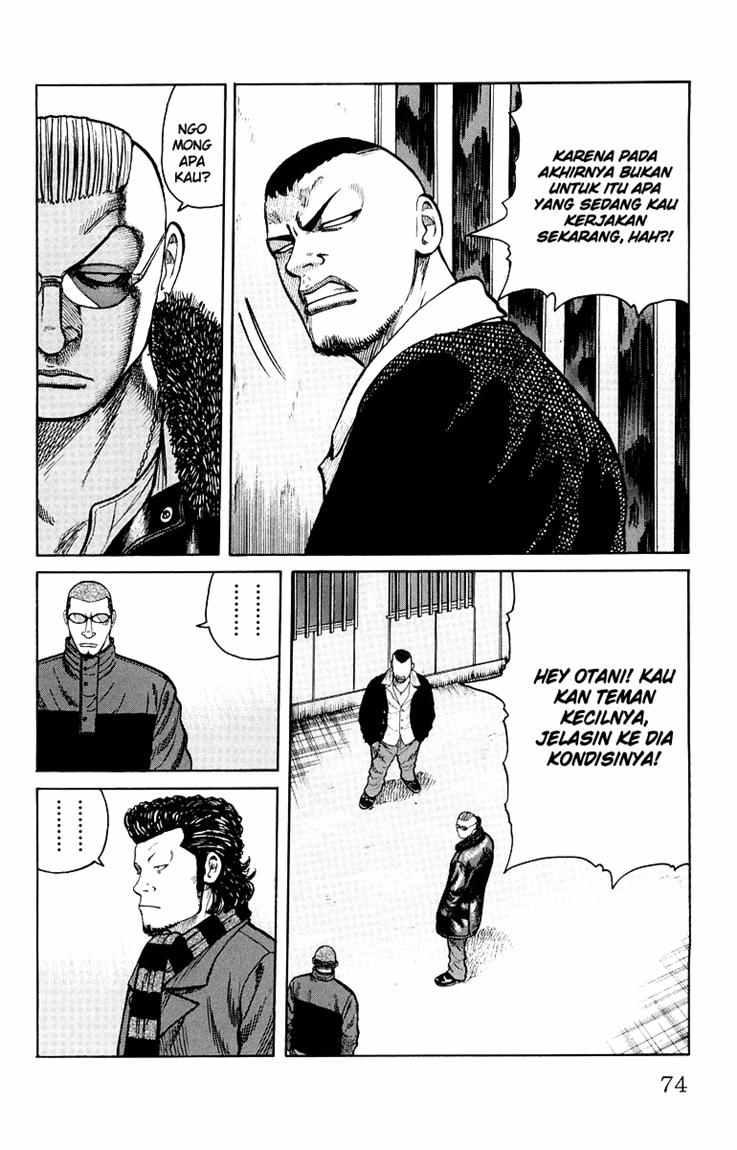 KARENA PADA
AKHIRNYA BUKAN
UNTUK ITU APA
YANG SEDANG KAU
KERJAKAN
SEKARANG, HAH?!
NGO
MONG
APA
KAU?
HEY OTANI! KAU
KAN TEMAN
KECILNYA,
JELASIN KE DIA
KONDISINYA!
74